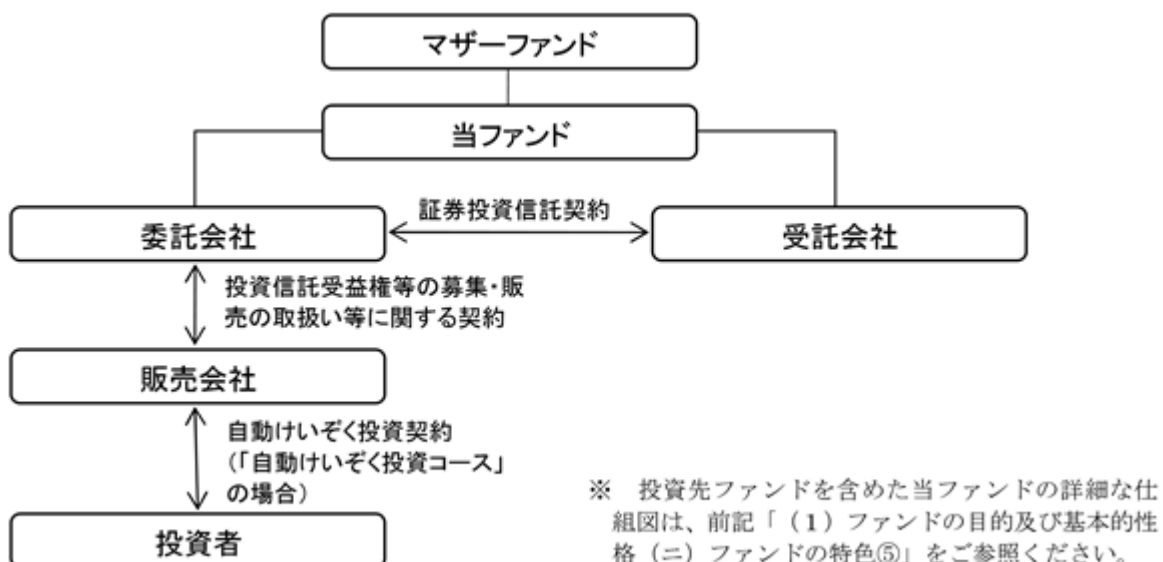 マザーファンド
当ファンド
証券投資信託契約
委託会社
受託会社
投資信託受益権等の募集・販
売の取扱い等に関する契約
販売会社
自動けいぞく投資契約
(「自動けいぞく投資コース」
の場合)
投資者
※ 投資先ファンドを含めた当ファンドの詳細な仕
組図は、前記「(1)ファンドの目的及び基本的性
格(ニ)ファンドの特色⑤」をご参照ください。